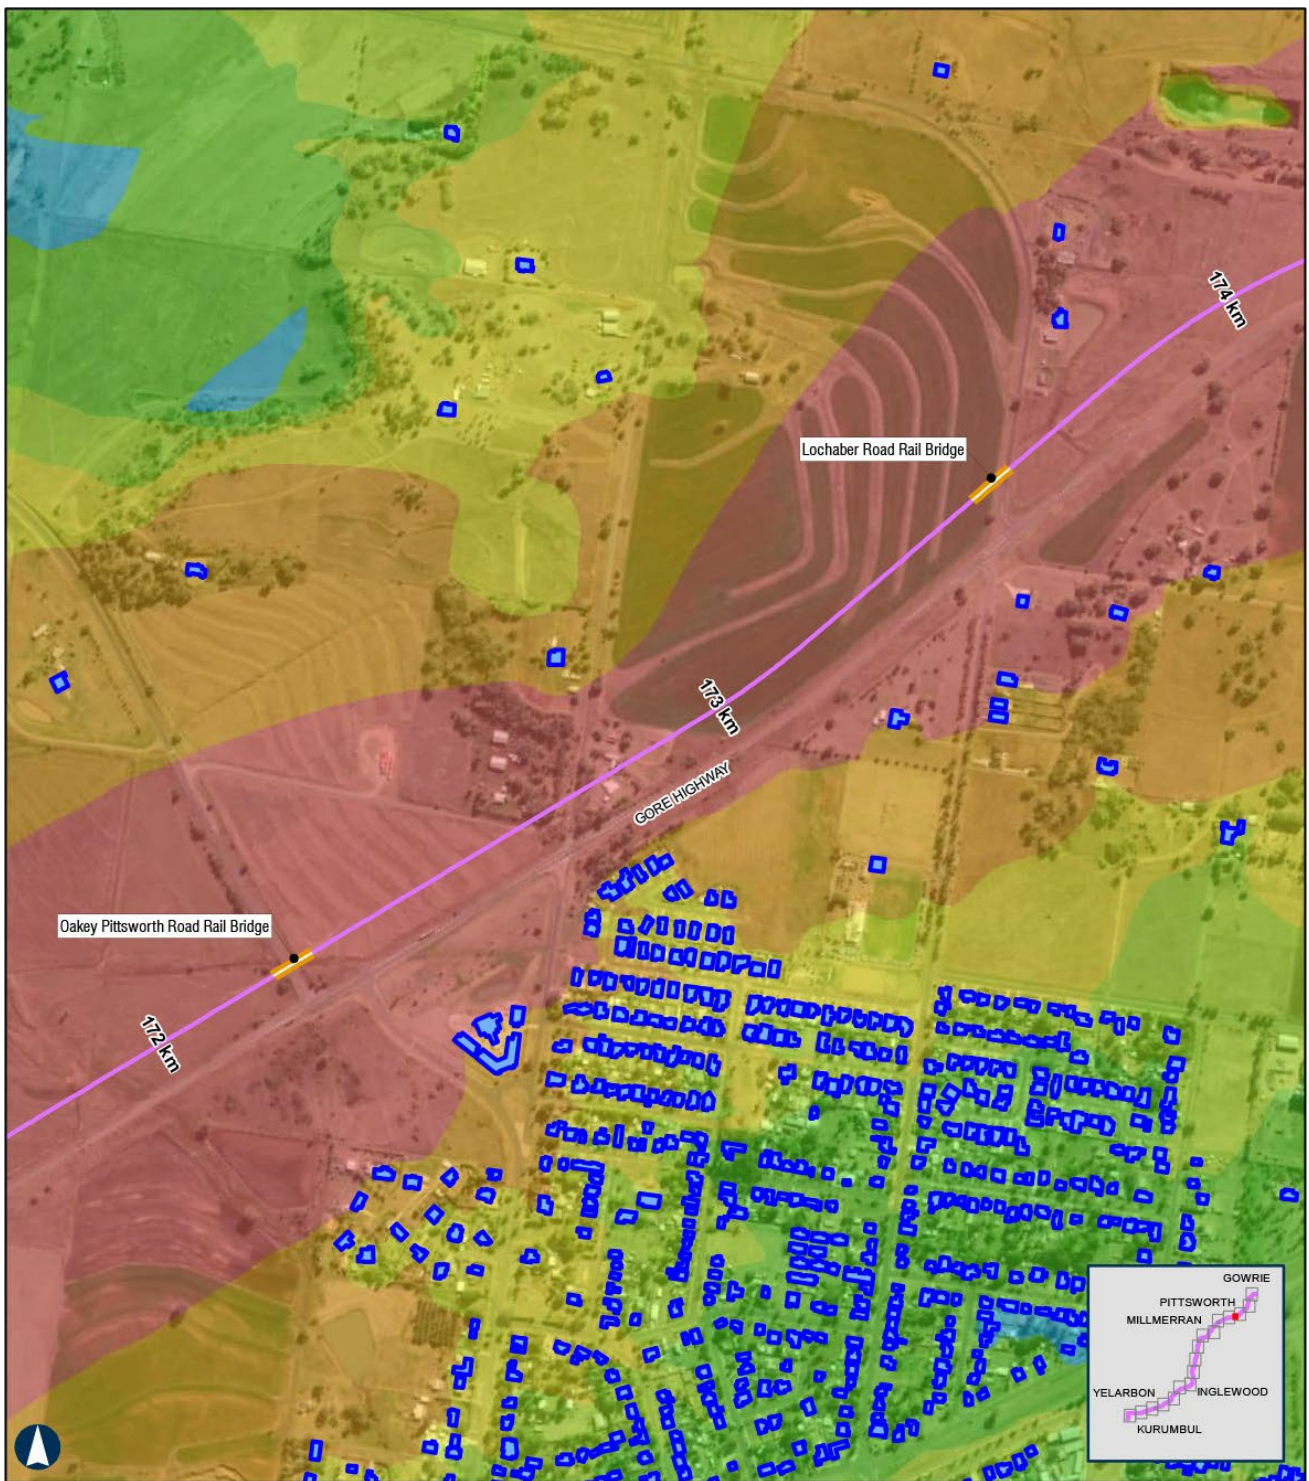 174 km
Lochaber Road Rail Bridge
173 km
GORE HIGHWAY
Oakey Pittsworth Road Rail Bridge
172 km
GOWRIE
PITTSWORTH
MILLMERRAN
YELARBON
INGLEWOOD
KURUMBUL